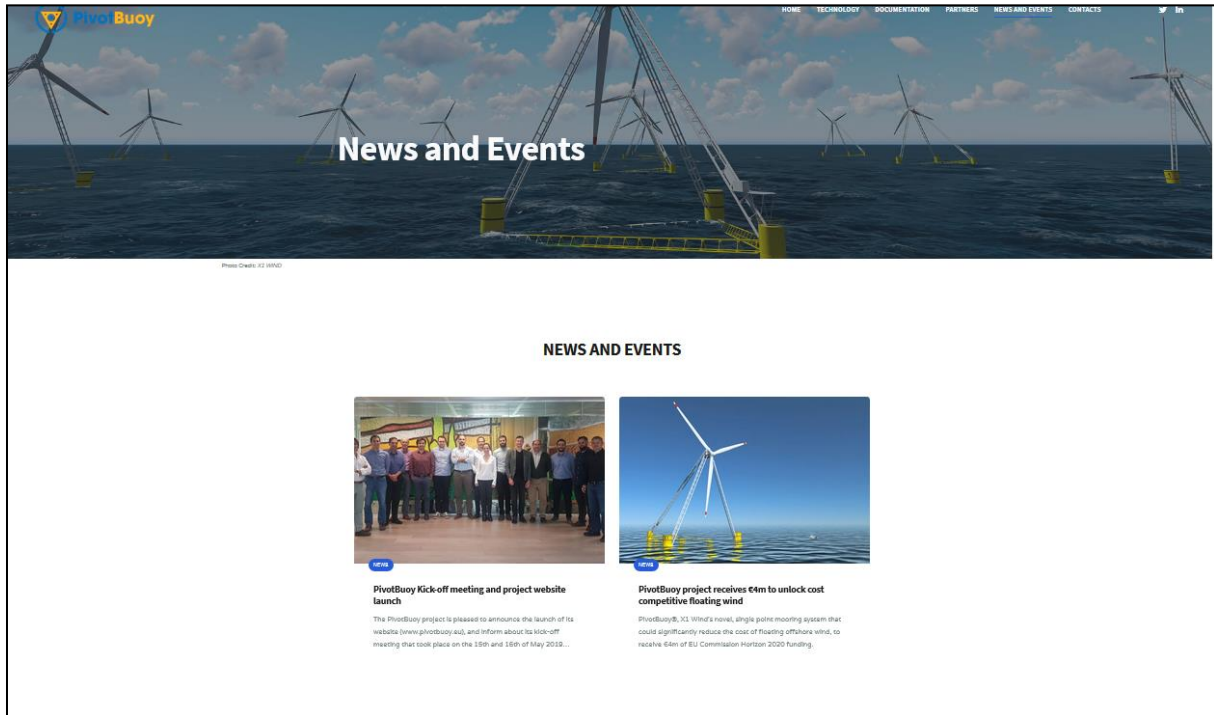 PivotBuoy
HOME TECHNOLOGY DOCUMENTATION PARTNERS NEWS AND EVENTS CONTACTS
News and Events
Photo Credit: X1 WIND
NEWS AND EVENTS
NEWS
PivotBuoy Kick-off meeting and project website
launch
The PivotBuoy project is pleased to announce the launch of its
website (www.pivotbuoy.eu), and inform about its kick-off
meeting that took place on the 15th and 16th of May 2019...
NEWS
PivotBuoy project receives €4m to unlock cost
competitive floating wind
PivotBuoy®, X1 Wind's novel, single point mooring system that
could significantly reduce the cost of floating offshore wind, to
receive €4m of EU Commission Horizon 2020 funding.